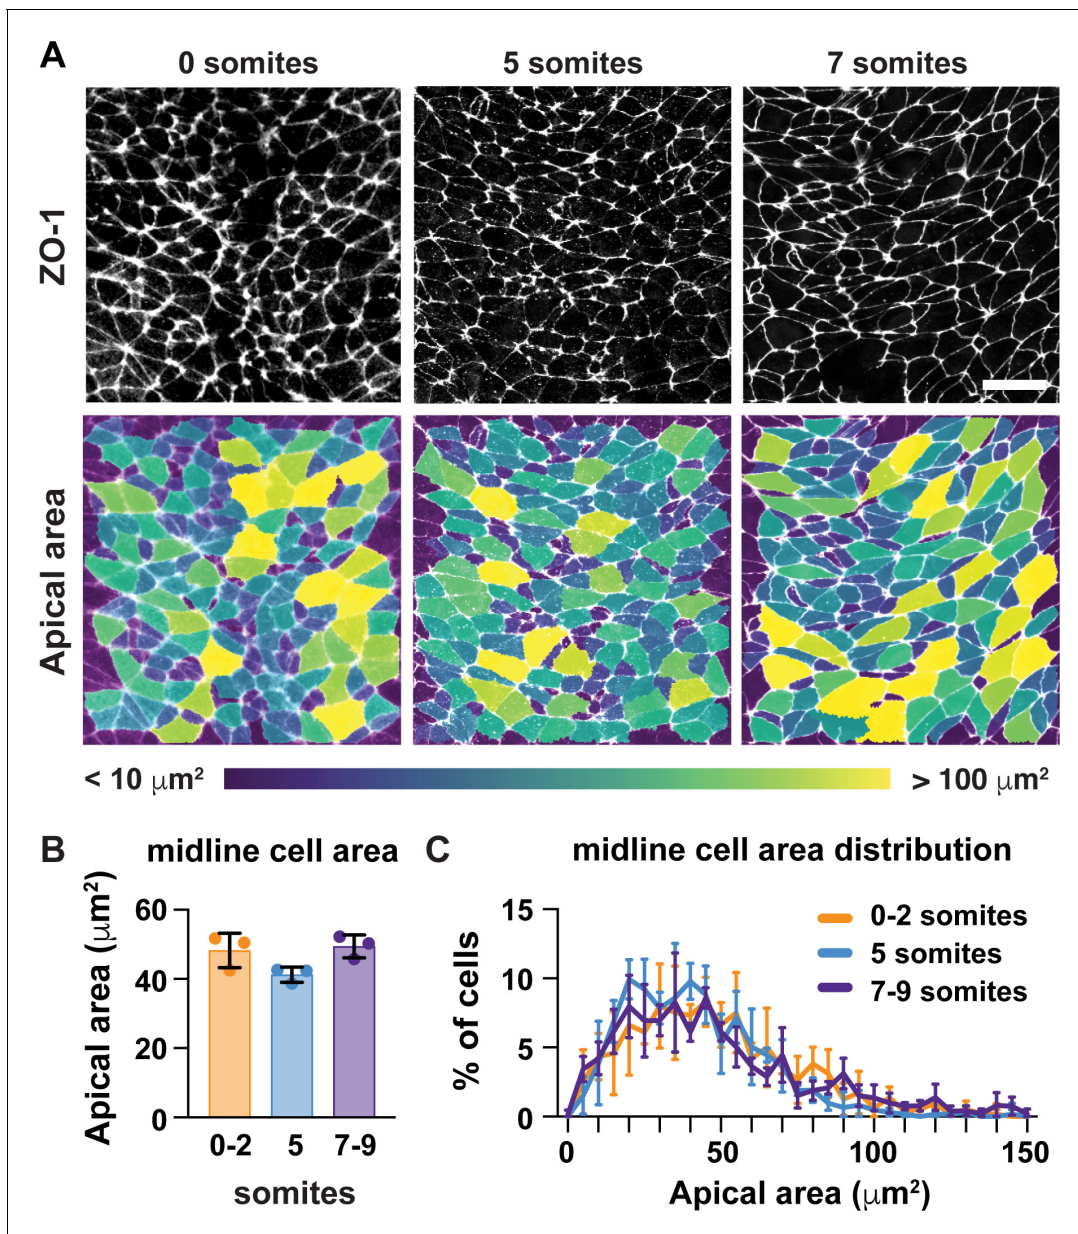 A
0 somites
5 somites
7 somites
ZO-1
Apical area
< 10 μm²
> 100 μm²
B
midline cell area
Apical area (μm²)
60
40
20
0
0-2
5
7-9
somites
C
midline cell area distribution
% of cells
15
10
5
0
0-2 somites
5 somites
7-9 somites
0
50
100
150
Apical area (μm²)